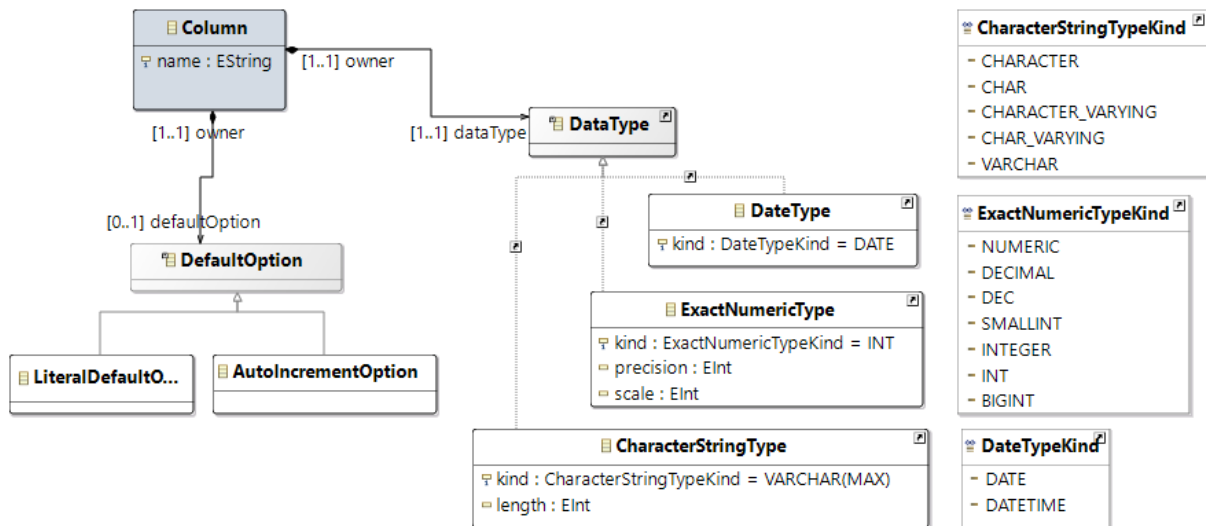 Column
name : EString
[1..1] owner
[1..1] owner
[1..1] dataType
DataType
[0..1] defaultOption
DefaultOption
LiteralDefaultO...
AutoIncrementOption
DateType
kind : DateTypeKind = DATE
ExactNumericType
kind : ExactNumericTypeKind = INT
precision : EInt
scale : EInt
CharacterStringType
kind : CharacterStringTypeKind = VARCHAR(MAX)
length : EInt
CharacterStringTypeKind
CHARACTER
CHAR
CHARACTER_VARYING
CHAR_VARYING
VARCHAR
ExactNumericTypeKind
NUMERIC
DECIMAL
DEC
SMALLINT
INTEGER
INT
BIGINT
DateTypeKind
DATE
DATETIME